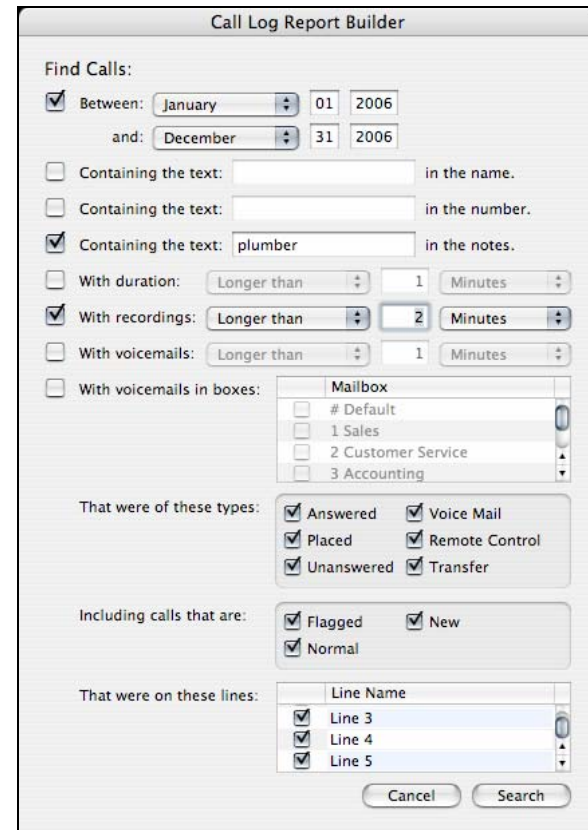 Call Log Report Builder
Find Calls:
Between: January 01 2006
and: December 31 2006
Containing the text: in the name.
Containing the text: in the number.
Containing the text: plumber in the notes.
With duration: Longer than 1 Minutes
With recordings: Longer than 2 Minutes
With voicemails: Longer than 1 Minutes
With voicemails in boxes: Mailbox
# Default
1 Sales
2 Customer Service
3 Accounting
That were of these types: Answered Voice Mail
Placed Remote Control
Unanswered Transfer
Including calls that are: Flagged New
Normal
That were on these lines: Line Name
Line 3
Line 4
Line 5
Cancel Search